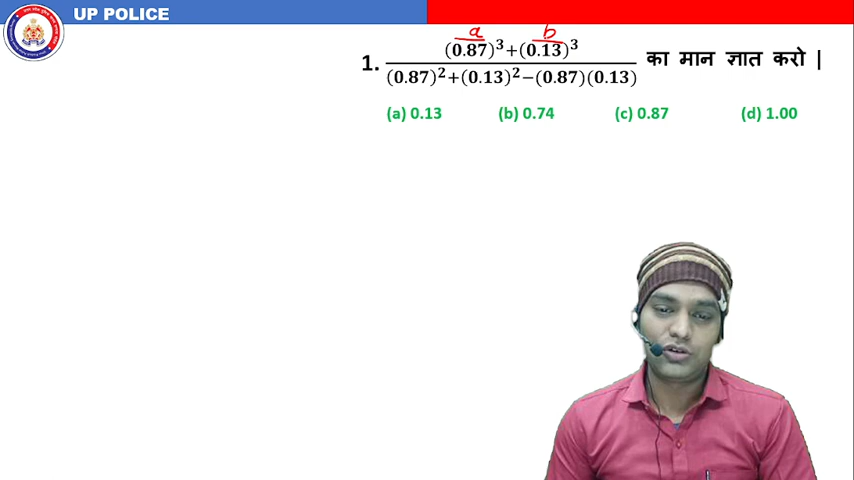 UP POLICE
a b
1. (0.87)³+(0.13)³ / (0.87)²+(0.13)²−(0.87)(0.13) का मान ज्ञात करो |
(a) 0.13 (b) 0.74 (c) 0.87 (d) 1.00